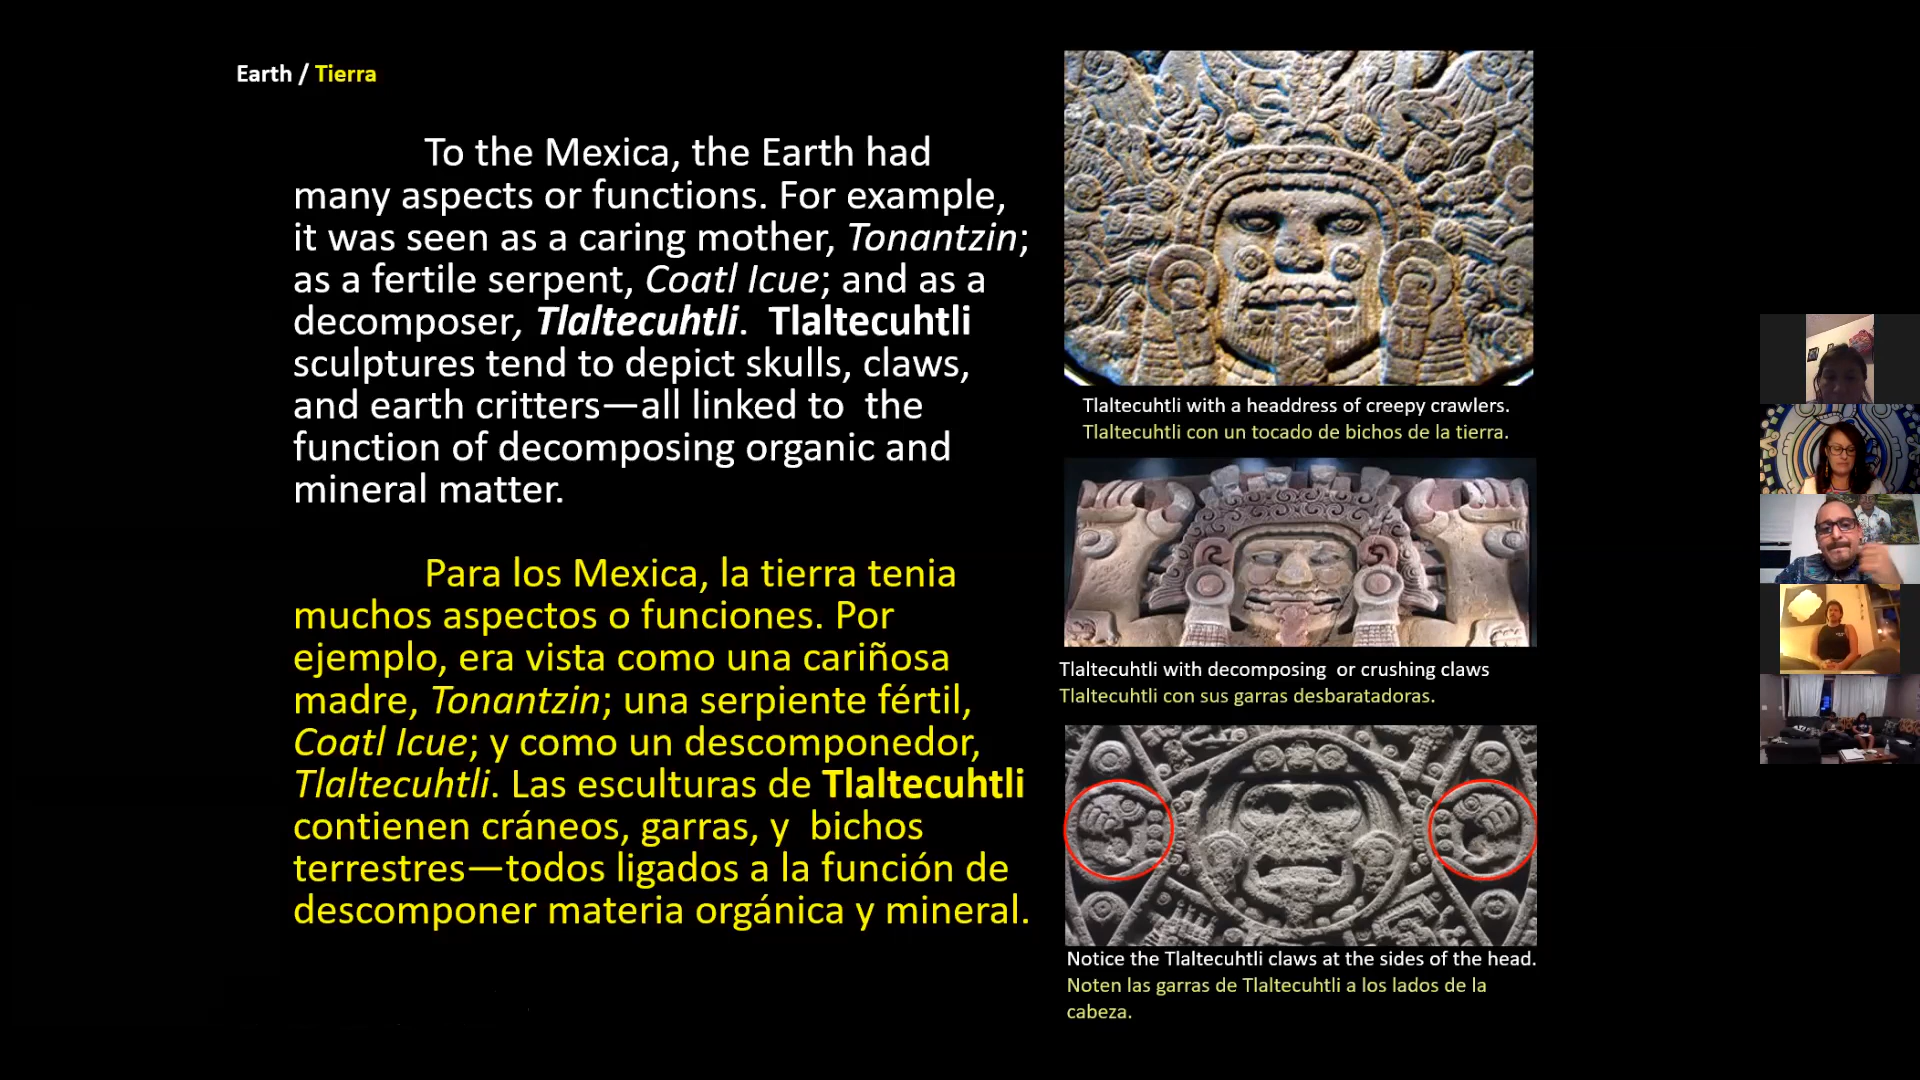 Earth / Tierra
To the Mexica, the Earth had
many aspects or functions. For example,
it was seen as a caring mother, Tonantzin;
as a fertile serpent, Coatl Icue; and as a
decomposer, Tlaltecuhtli.  Tlaltecuhtli
sculptures tend to depict skulls, claws,
and earth critters—all linked to  the
function of decomposing organic and
mineral matter.
Para los Mexica, la tierra tenia
muchos aspectos o funciones. Por
ejemplo, era vista como una cariñosa
madre, Tonantzin; una serpiente fértil,
Coatl Icue; y como un descomponedor,
Tlaltecuhtli. Las esculturas de Tlaltecuhtli
contienen cráneos, garras, y  bichos
terrestres—todos ligados a la función de
descomponer materia orgánica y mineral.
Tlaltecuhtli with a headdress of creepy crawlers.
Tlaltecuhtli con un tocado de bichos de la tierra.
Tlaltecuhtli with decomposing  or crushing claws
Tlaltecuhtli con sus garras desbaratadoras.
Notice the Tlaltecuhtli claws at the sides of the head.
Noten las garras de Tlaltecuhtli a los lados de la
cabeza.